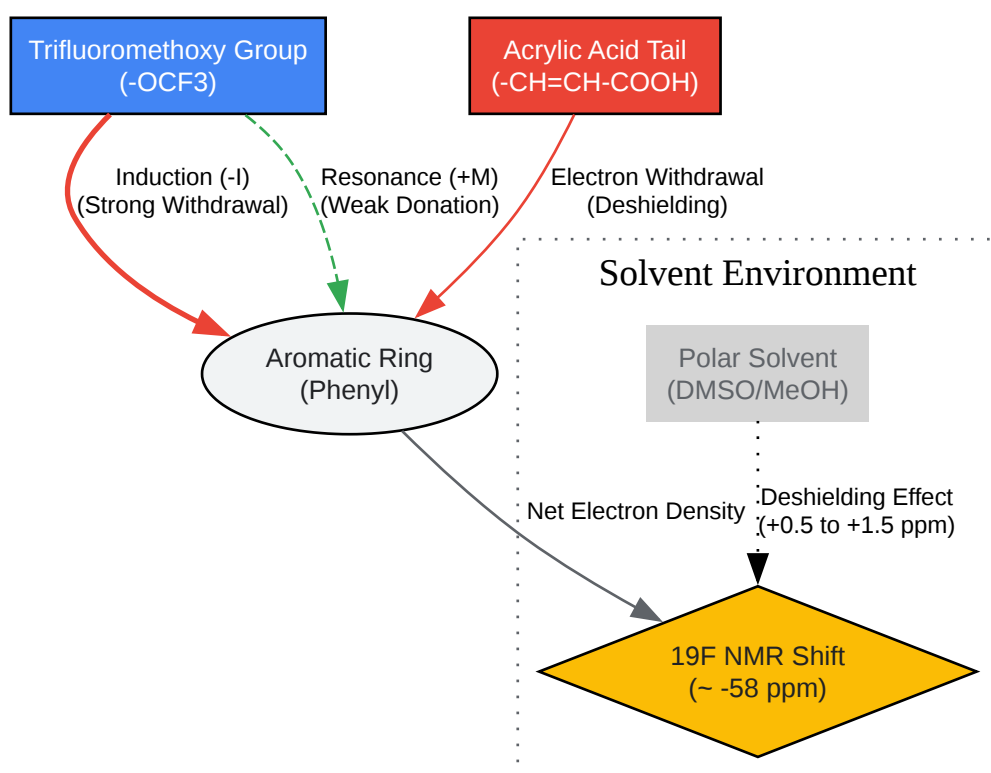 Trifluoromethoxy Group
(-OCF3)
Acrylic Acid Tail
(-CH=CH-COOH)
Induction (-I)
(Strong Withdrawal)
Resonance (+M)
(Weak Donation)
Electron Withdrawal
(Deshielding)
Solvent Environment
Aromatic Ring
(Phenyl)
Polar Solvent
(DMSO/MeOH)
Net Electron Density
Deshielding Effect
(+0.5 to +1.5 ppm)
19F NMR Shift
(~ -58 ppm)